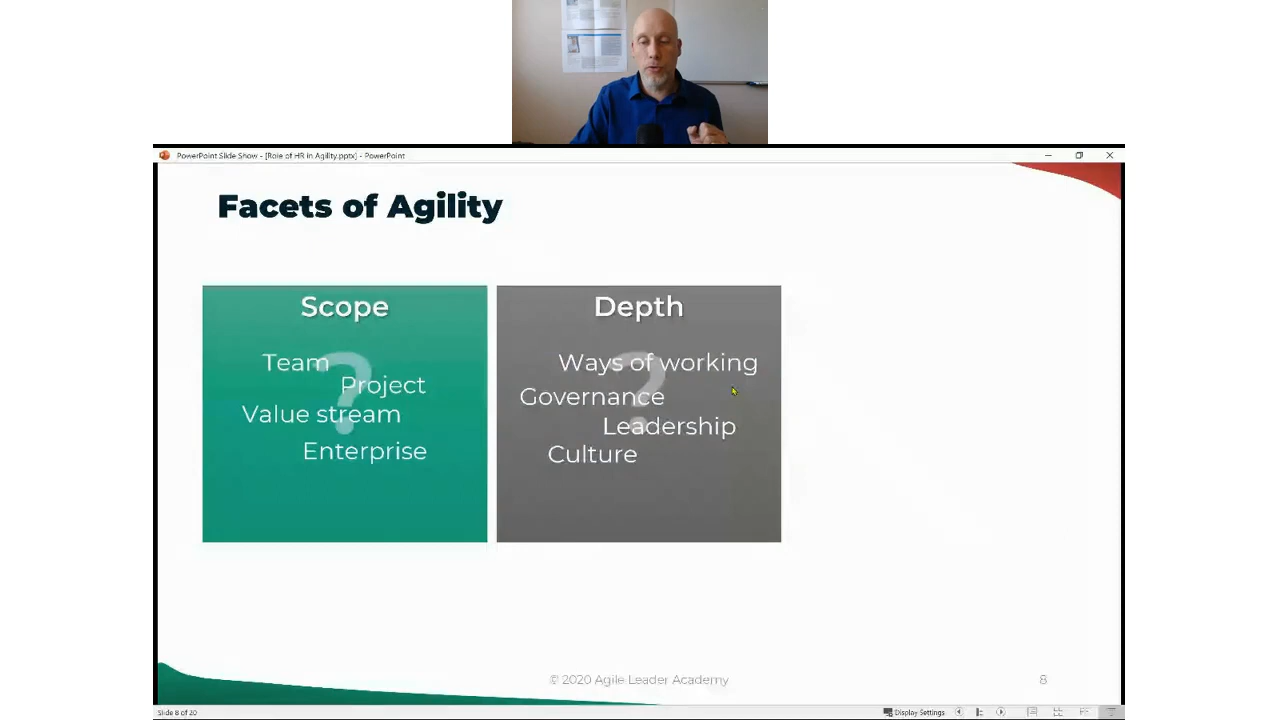 PowerPoint Slide Show - [Role of HR in Agility.pptx] - PowerPoint
Facets of Agility
Scope
Team
Project
Value stream
Enterprise
?
Depth
Ways of working
Governance
Leadership
Culture
?
© 2020 Agile Leader Academy
8
Slide 8 of 20
Display Settings